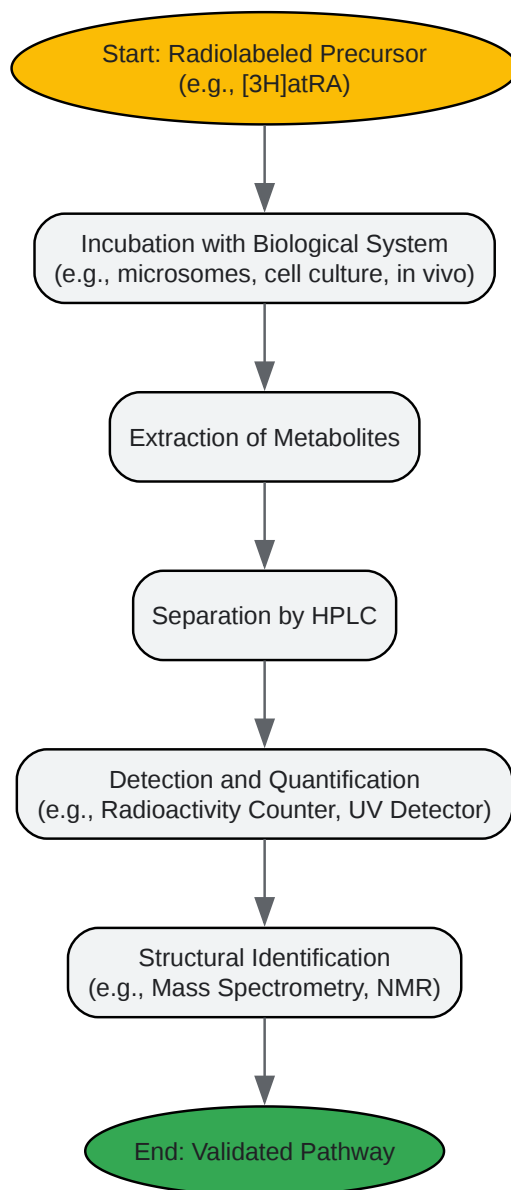 Start: Radiolabeled Precursor
(e.g., [3H]atRA)
Incubation with Biological System
(e.g., microsomes, cell culture, in vivo)
Extraction of Metabolites
Separation by HPLC
Detection and Quantification
(e.g., Radioactivity Counter, UV Detector)
Structural Identification
(e.g., Mass Spectrometry, NMR)
End: Validated Pathway